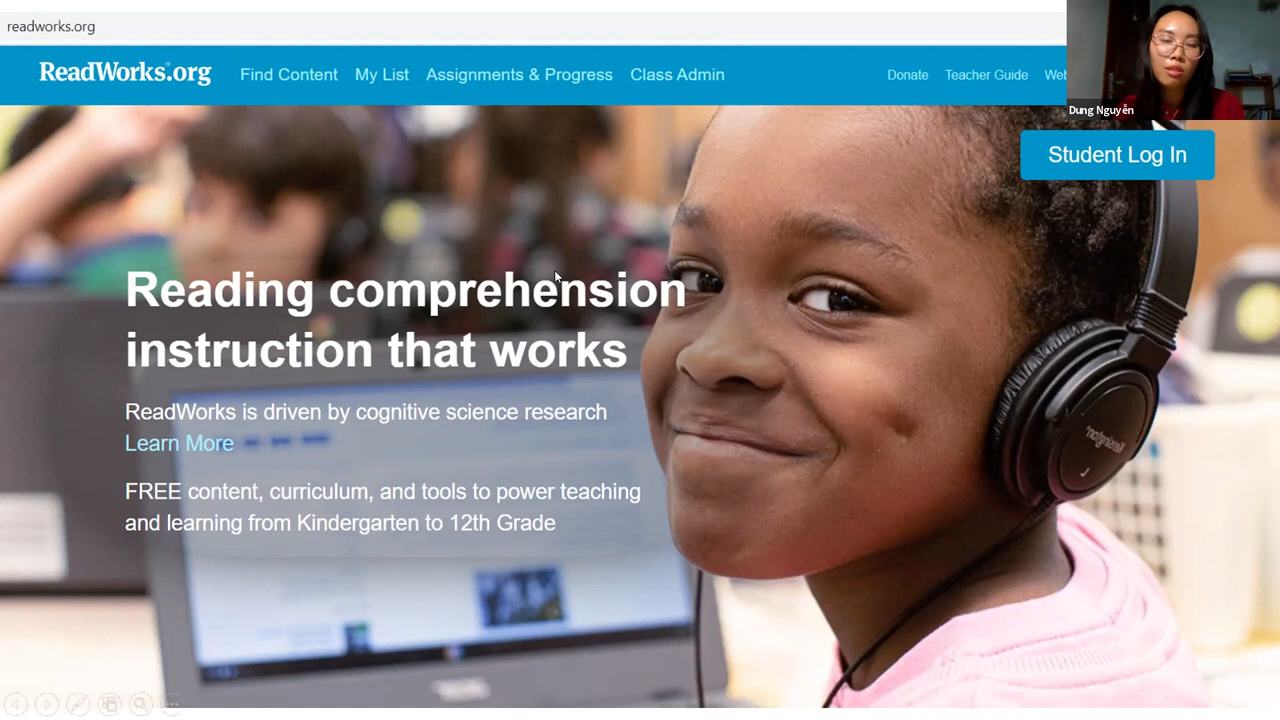 readworks.org
ReadWorks.org
Find Content
My List
Assignments & Progress
Class Admin
Donate
Teacher Guide
Dung Nguyễn
Student Log In
Reading comprehension
instruction that works
ReadWorks is driven by cognitive science research
Learn More
FREE content, curriculum, and tools to power teaching
and learning from Kindergarten to 12th Grade